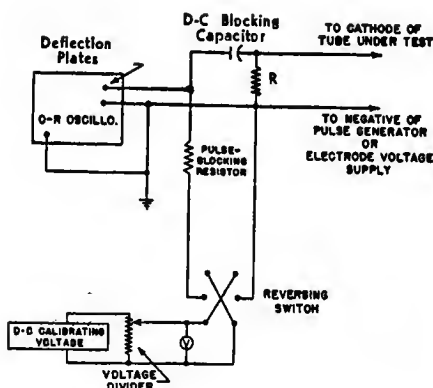 D-C Blocking
Capacitor
TO CATHODE OF
TUBE UNDER TEST
Deflection
Plates
R
C-R OSCILLO.
TO NEGATIVE OF
PULSE GENERATOR
OR
ELECTRODE VOLTAGE
SUPPLY
PULSE-
BLOCKING
RESISTOR
REVERSING
SWITCH
D-C CALIBRATING
VOLTAGE
V
VOLTAGE
DIVIDER